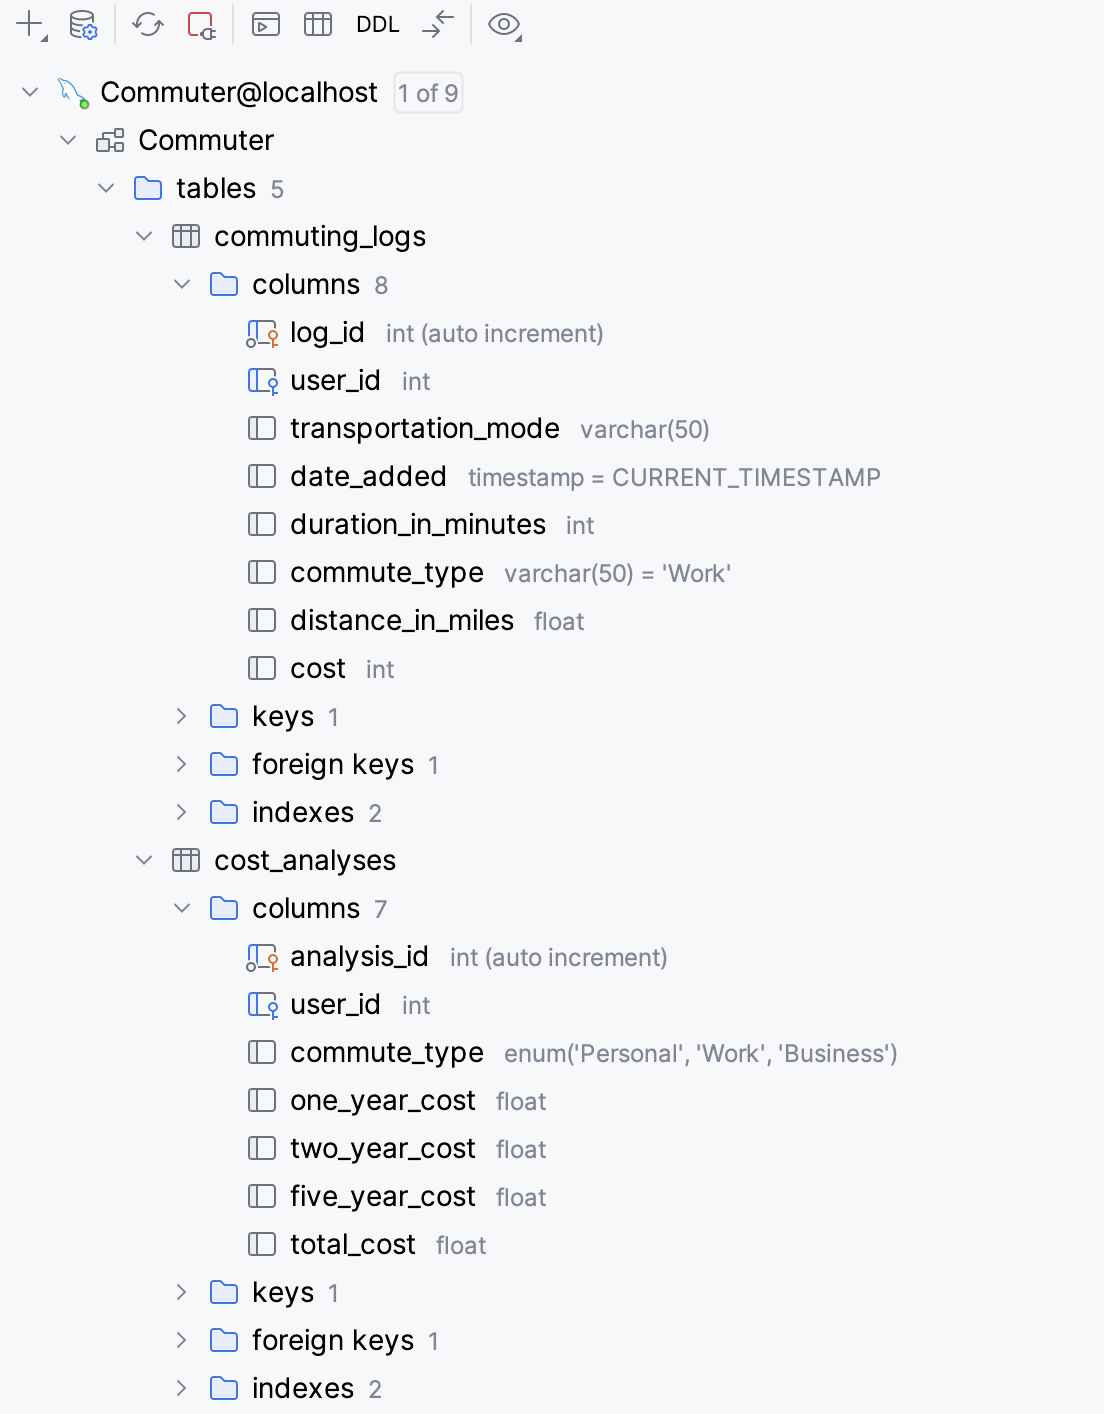 DDL
Commuter@localhost 1 of 9
Commuter
tables 5
commuting_logs
columns 8
log_id int (auto increment)
user_id int
transportation_mode varchar(50)
date_added timestamp = CURRENT_TIMESTAMP
duration_in_minutes int
commute_type varchar(50) = 'Work'
distance_in_miles float
cost int
keys 1
foreign keys 1
indexes 2
cost_analyses
columns 7
analysis_id int (auto increment)
user_id int
commute_type enum('Personal', 'Work', 'Business')
one_year_cost float
two_year_cost float
five_year_cost float
total_cost float
keys 1
foreign keys 1
indexes 2